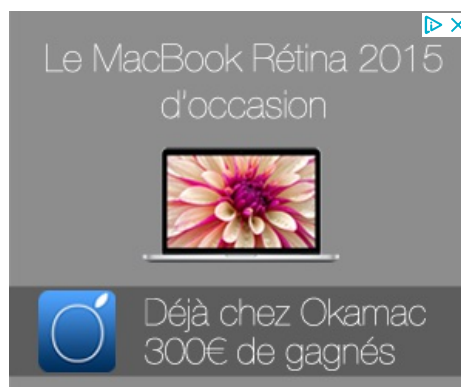 Le MacBook Rétina 2015
d'occasion
Déjà chez Okamac
300€ de gagnés